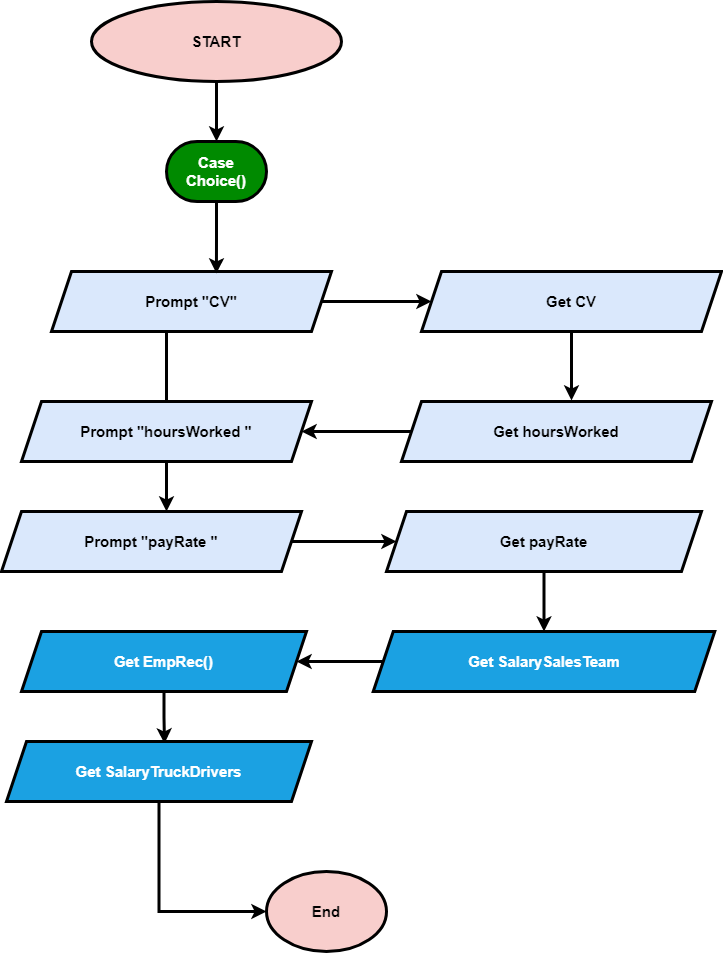 START
Case
Choice()
Prompt "CV"
Get CV
Prompt "hoursWorked "
Get hoursWorked
Prompt "payRate "
Get payRate
Get EmpRec()
Get SalarySalesTeam
Get SalaryTruckDrivers
End